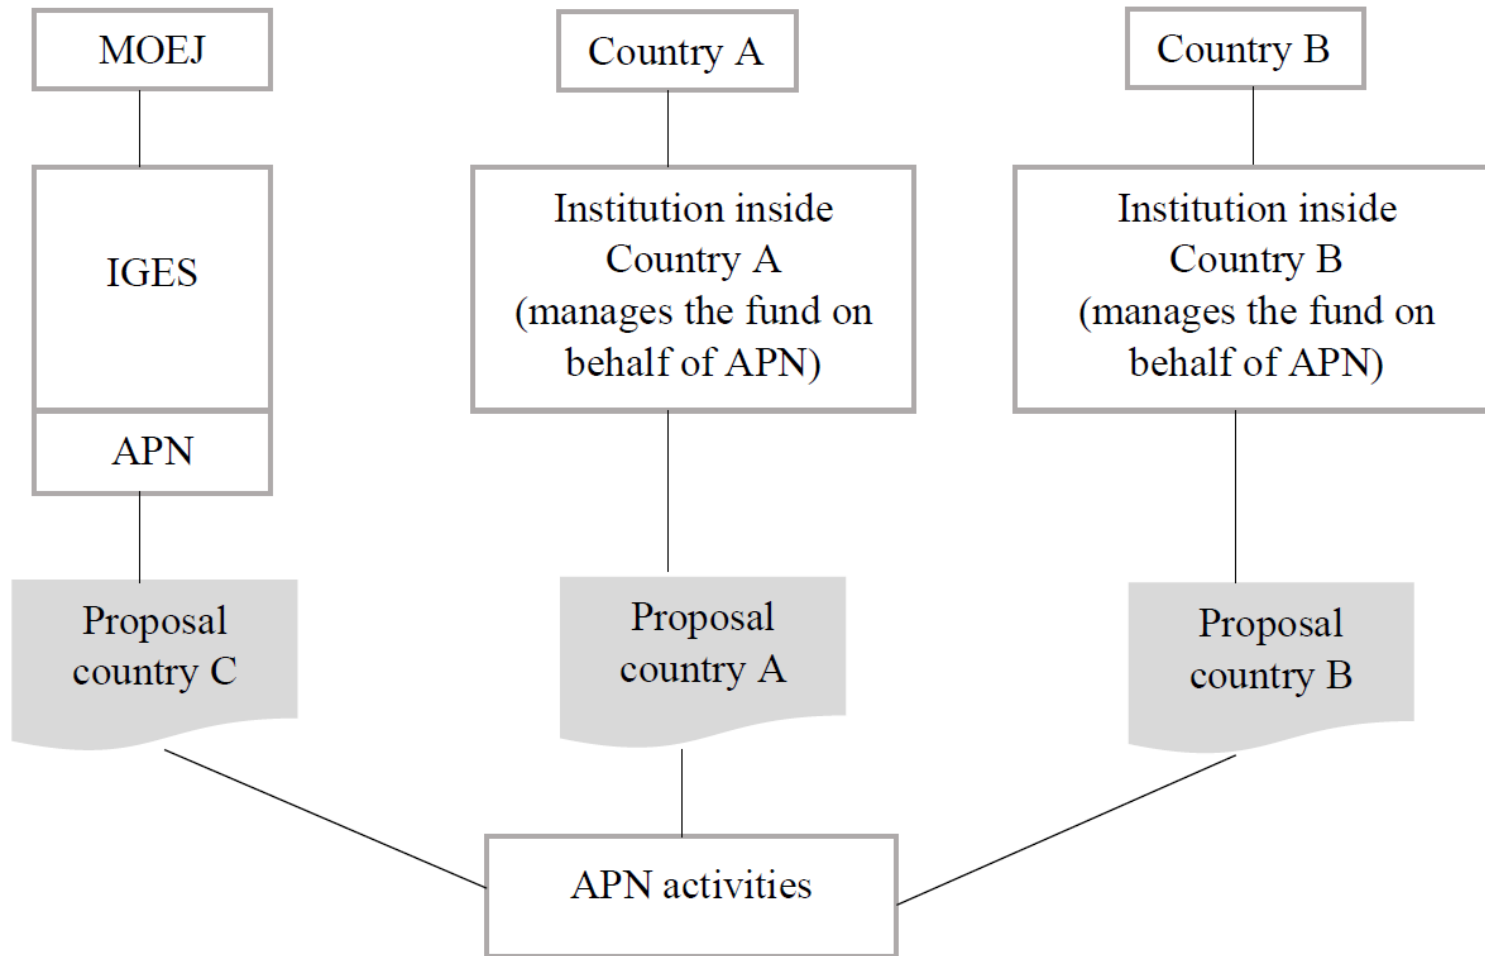 MOEJ
Country A
Country B
IGES
Institution inside
Country A
(manages the fund on
behalf of APN)
Institution inside
Country B
(manages the fund on
behalf of APN)
APN
Proposal
country C
Proposal
country A
Proposal
country B
APN activities